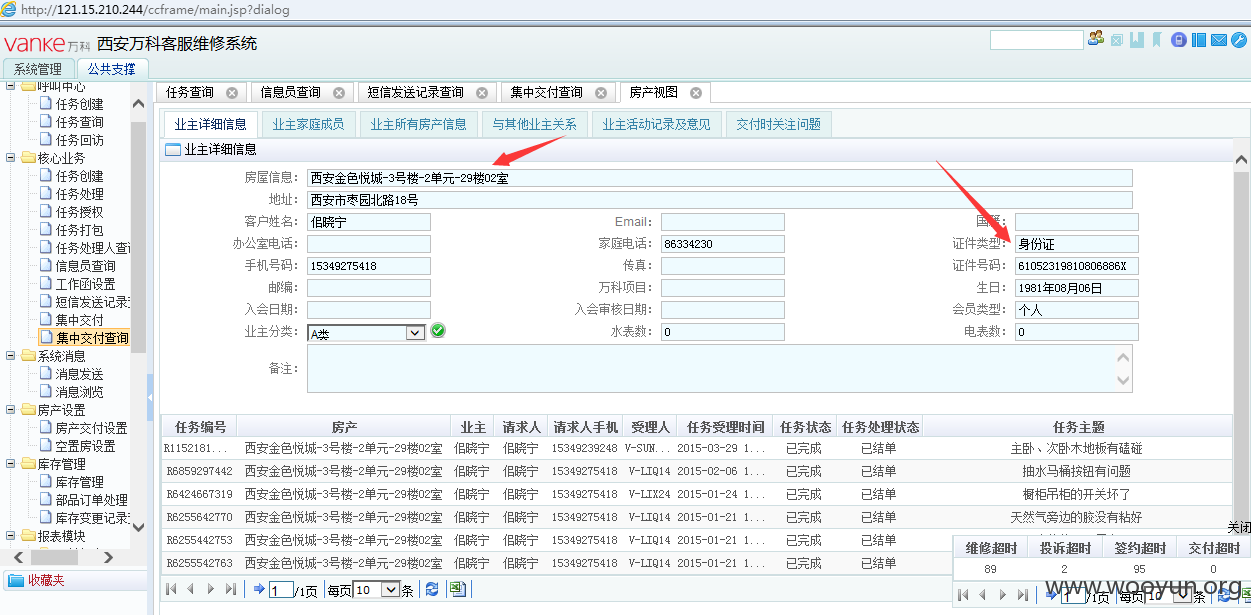 http://121.15.210.244/ccframe/main.jsp?dialog
vanke 万科 西安万科客服维修系统
系统管理 公共支撑
呼叫中心
任务创建
任务查询
任务回访
核心业务
任务创建
任务处理
任务授权
任务打包
任务处理人查
信息员查询
工作函设置
短信发送记录
集中交付
集中交付查询
系统消息
消息发送
消息浏览
房产设置
房产交付设置
空置房设置
库存管理
库存管理
部品订单处理
库存变更记录
报表模块
收藏夹
任务查询 信息员查询 短信发送记录查询 集中交付查询 房产视图
业主详细信息 业主家庭成员 业主所有房产信息 与其他业主关系 业主活动记录及意见 交付时关注问题
业主详细信息
房屋信息: 西安金色悦城-3号楼-2单元-29楼02室
地址: 西安市枣园北路18号
客户姓名: 佀晓宁 Email: 国籍:
办公室电话: 家庭电话: 86334230 证件类型: 身份证
手机号码: 15349275418 传真: 证件号码: 61052319810806886X
邮编: 万科项目: 生日: 1981年08月06日
入会日期: 入会审核日期: 会员类型: 个人
业主分类: A类 水表数: 0 电表数: 0
备注:
任务编号 房产 业主 请求人 请求人手机 受理人 任务受理时间 任务状态 任务处理状态 任务主题
R1152181... 西安金色悦城-3号楼-2单元-29楼02室 佀晓宁 佀晓宁 15349239248 V-SUN... 2015-03-29 1... 已完成 已结单 主卧、次卧木地板有磕碰
R6859297442 西安金色悦城-3号楼-2单元-29楼02室 佀晓宁 佀晓宁 15349275418 V-LIQ14 2015-02-06 1... 已完成 已结单 抽水马桶按钮有问题
R6424667319 西安金色悦城-3号楼-2单元-29楼02室 佀晓宁 佀晓宁 15349275418 V-LIX24 2015-01-24 1... 已完成 已结单 橱柜吊柜的开关坏了
R6255642770 西安金色悦城-3号楼-2单元-29楼02室 佀晓宁 佀晓宁 15349275418 V-LIQ14 2015-01-21 1... 已完成 已结单 天然气旁边的胶没有粘好
R6255442753 西安金色悦城-3号楼-2单元-29楼02室 佀晓宁 佀晓宁 15349275418 V-LIQ14 2015-01-21 1... 已完成 已结单
R6255442763 西安金色悦城-3号楼-2单元-29楼02室 佀晓宁 佀晓宁 15349275418 V-LIQ14 2015-01-21 1... 已完成 已结单
1 /1页 每页 10 条
关闭
维修超时 投诉超时 签约超时 交付超时
89 2 95 0
1 /1页 每页 10 条
www.wooyun.org